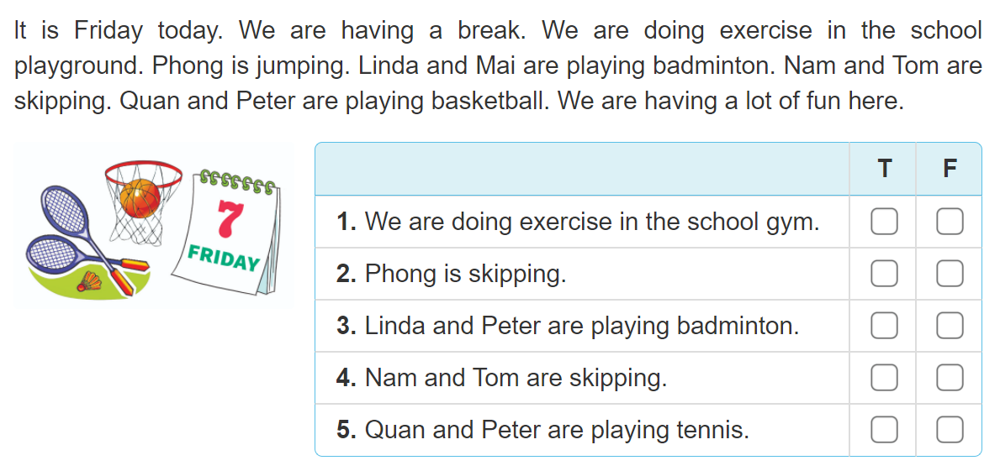 It is Friday today. We are having a break. We are doing exercise in the school
playground. Phong is jumping. Linda and Mai are playing badminton. Nam and Tom are
skipping. Quan and Peter are playing basketball. We are having a lot of fun here.
7
FRIDAY
T F
1. We are doing exercise in the school gym.
2. Phong is skipping.
3. Linda and Peter are playing badminton.
4. Nam and Tom are skipping.
5. Quan and Peter are playing tennis.